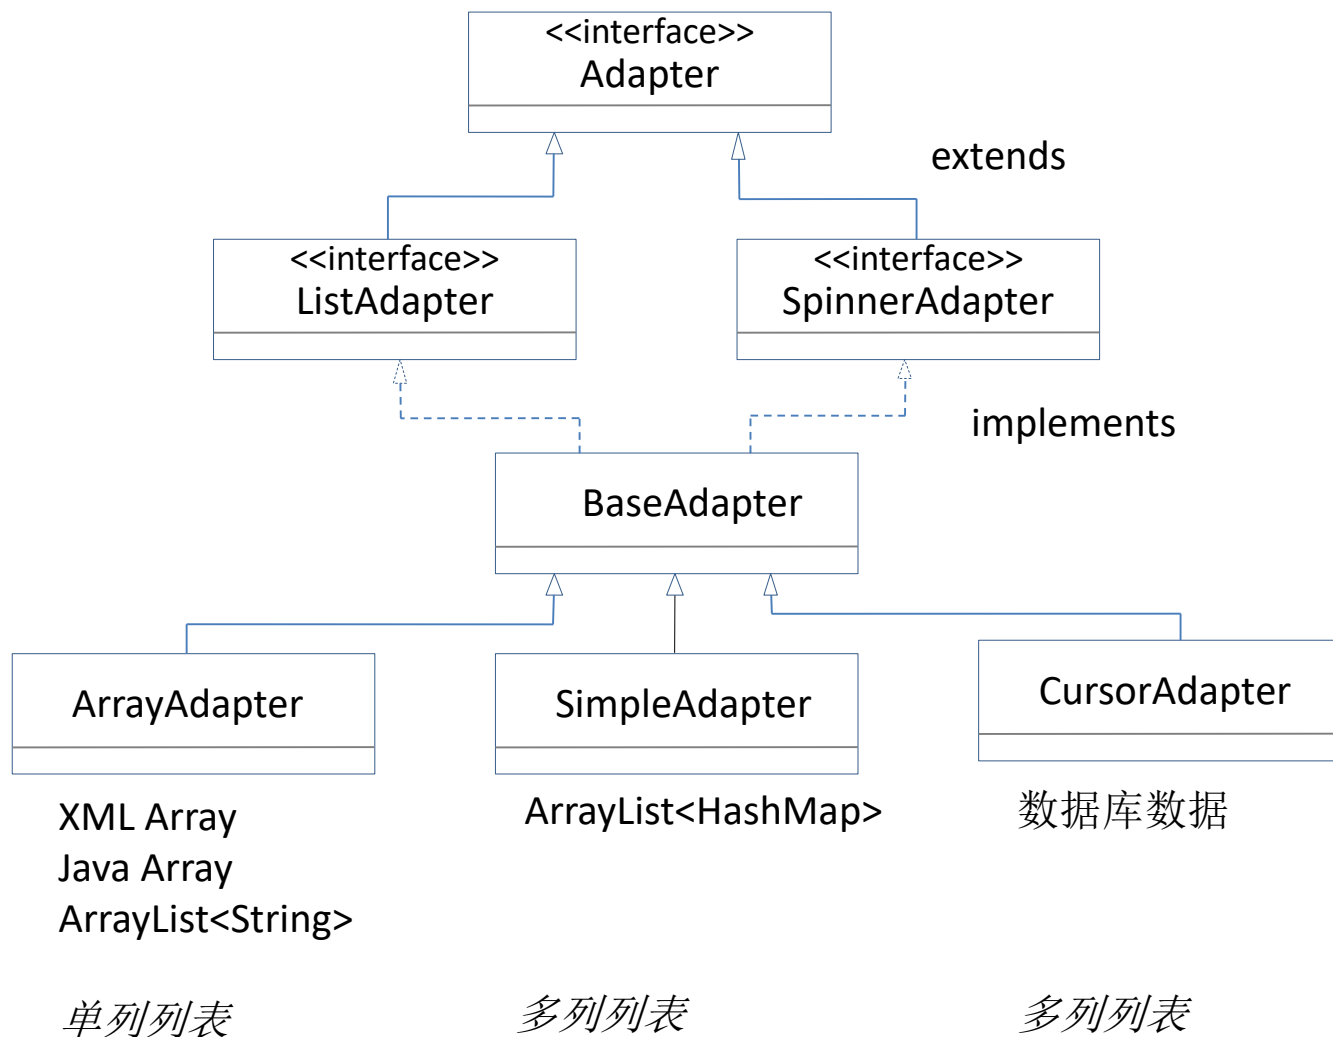 <<interface>>
Adapter
extends
<<interface>>
ListAdapter
<<interface>>
SpinnerAdapter
implements
BaseAdapter
ArrayAdapter
SimpleAdapter
CursorAdapter
XML Array
Java Array
ArrayList<String>
ArrayList<HashMap>
数据库数据
单列列表
多列列表
多列列表